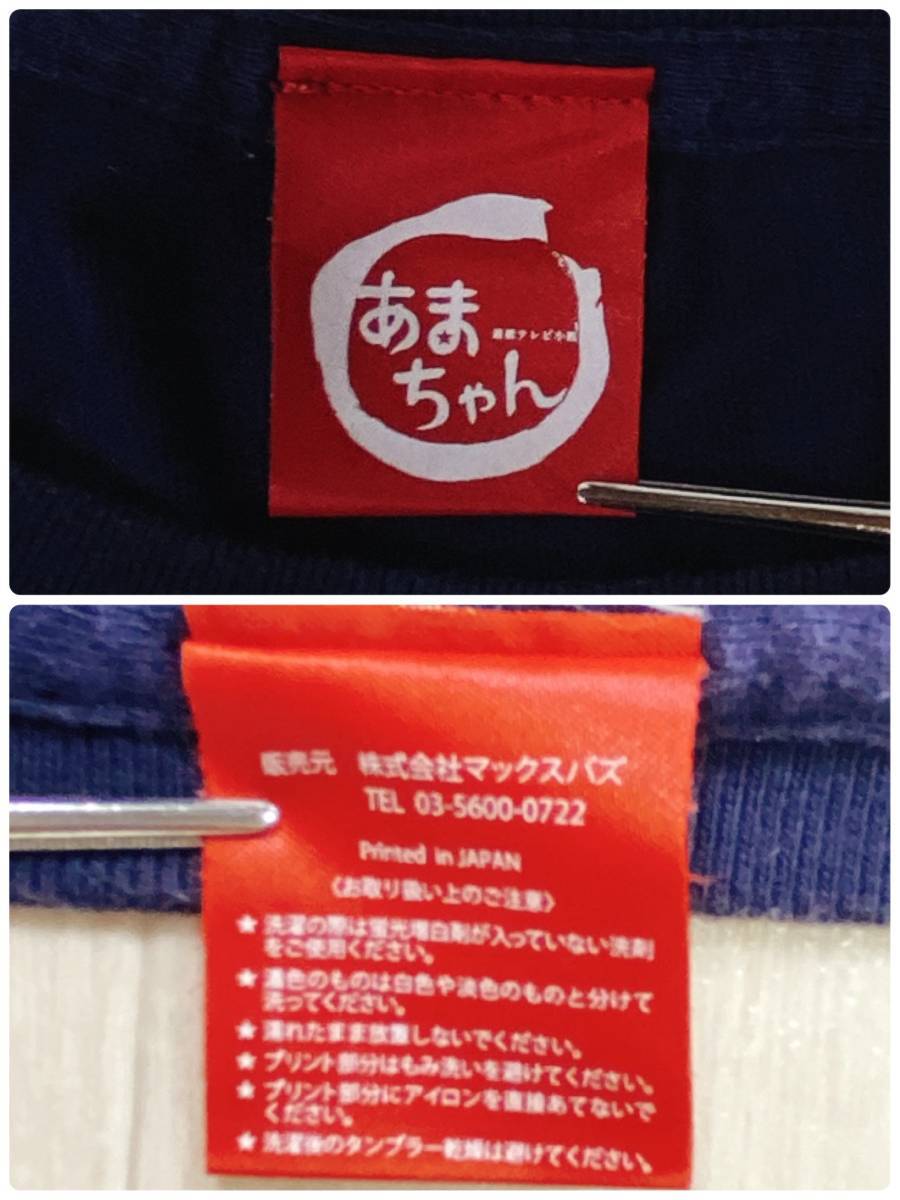 あま
連続テレビ小説
ちゃん
販売元 株式会社マックスバズ
TEL 03-5600-0722
Printed in JAPAN
〈お取り扱い上のご注意〉
★ 洗濯の際は蛍光増白剤が入っていない洗剤
をご使用ください。
★ 濃色のものは白色や淡色のものと分けて
洗ってください。
★ 濡れたまま放置しないでください。
★ プリント部分はもみ洗いを避けてください。
★ プリント部分にアイロンを直接あてないで
ください。
★ 洗濯後のタンブラー乾燥は避けてください。